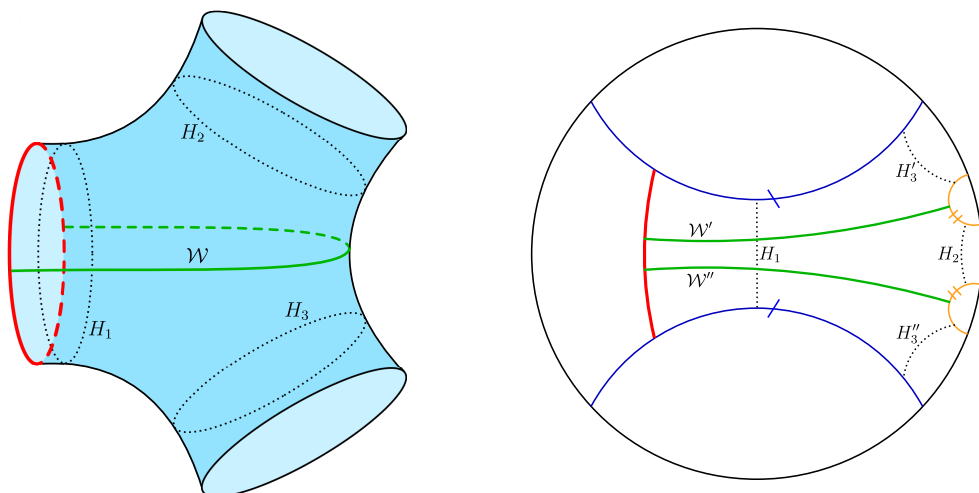 H₂
𝒲
H₃
H₁
H₃′
𝒲′
H₁
H₂
𝒲″
H₃″